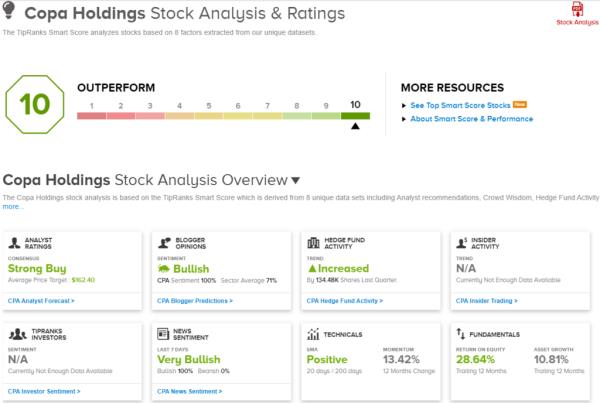 Copa Holdings Stock Analysis & Ratings
The TipRanks Smart Score analyzes stocks based on 8 factors extracted from our unique datasets.
PDF
Stock Analysis
10
OUTPERFORM
1 2 3 4 5 6 7 8 9 10
MORE RESOURCES
See Top Smart Score Stocks New
About Smart Score & Performance
Copa Holdings Stock Analysis Overview
The Copa Holdings stock analysis is based on the TipRanks Smart Score which is derived from 8 unique data sets including Analyst recommendations, Crowd Wisdom, Hedge Fund Activity
more...
ANALYST
RATINGS
CONSENSUS
Strong Buy
Average Price Target : $162.40
CPA Analyst Forecast >
BLOGGER
OPINIONS
SENTIMENT
Bullish
CPA Sentiment 100% Sector Average 71%
CPA Blogger Predictions >
HEDGE FUND
ACTIVITY
TREND
Increased
By 134.48K Shares Last Quarter.
CPA Hedge Fund Activity >
INSIDER
ACTIVITY
TREND
N/A
Currently Not Enough Data Available
CPA Insider Trading >
TIPRANKS
INVESTORS
SENTIMENT
N/A
Currently Not Enough Data Available
CPA Investor Sentiment >
NEWS
SENTIMENT
LAST 7 DAYS
Very Bullish
Bullish 100% Bearish 0%
CPA News Sentiment >
TECHNICALS
SMA
Positive
20 days / 200 days
MOMENTUM
13.42%
12 Months Change
FUNDAMENTALS
RETURN ON EQUITY
28.64%
Trailing 12 Months
ASSET GROWTH
10.81%
Trailing 12 Months